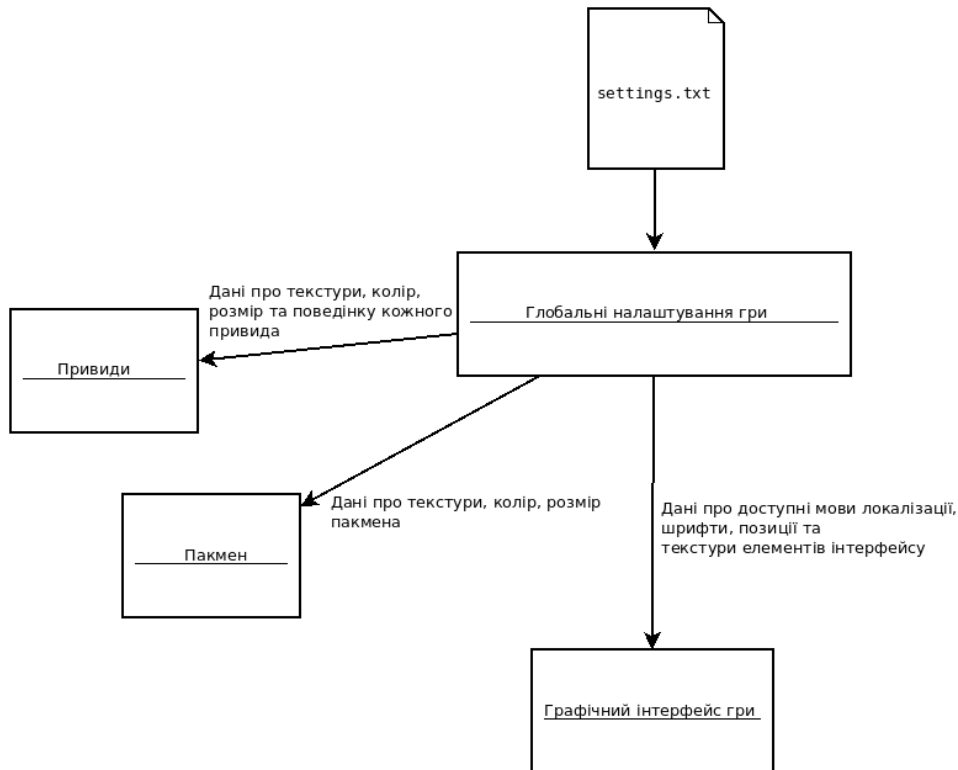 settings.txt
Глобальні налаштування гри
Дані про текстури, колір,
розмір та поведінку кожного
привида
Привиди
Дані про текстури, колір, розмір
пакмена
Пакмен
Дані про доступні мови локалізації,
шрифти, позиції та
текстури елементів інтерфейсу
Графічний інтерфейс гри